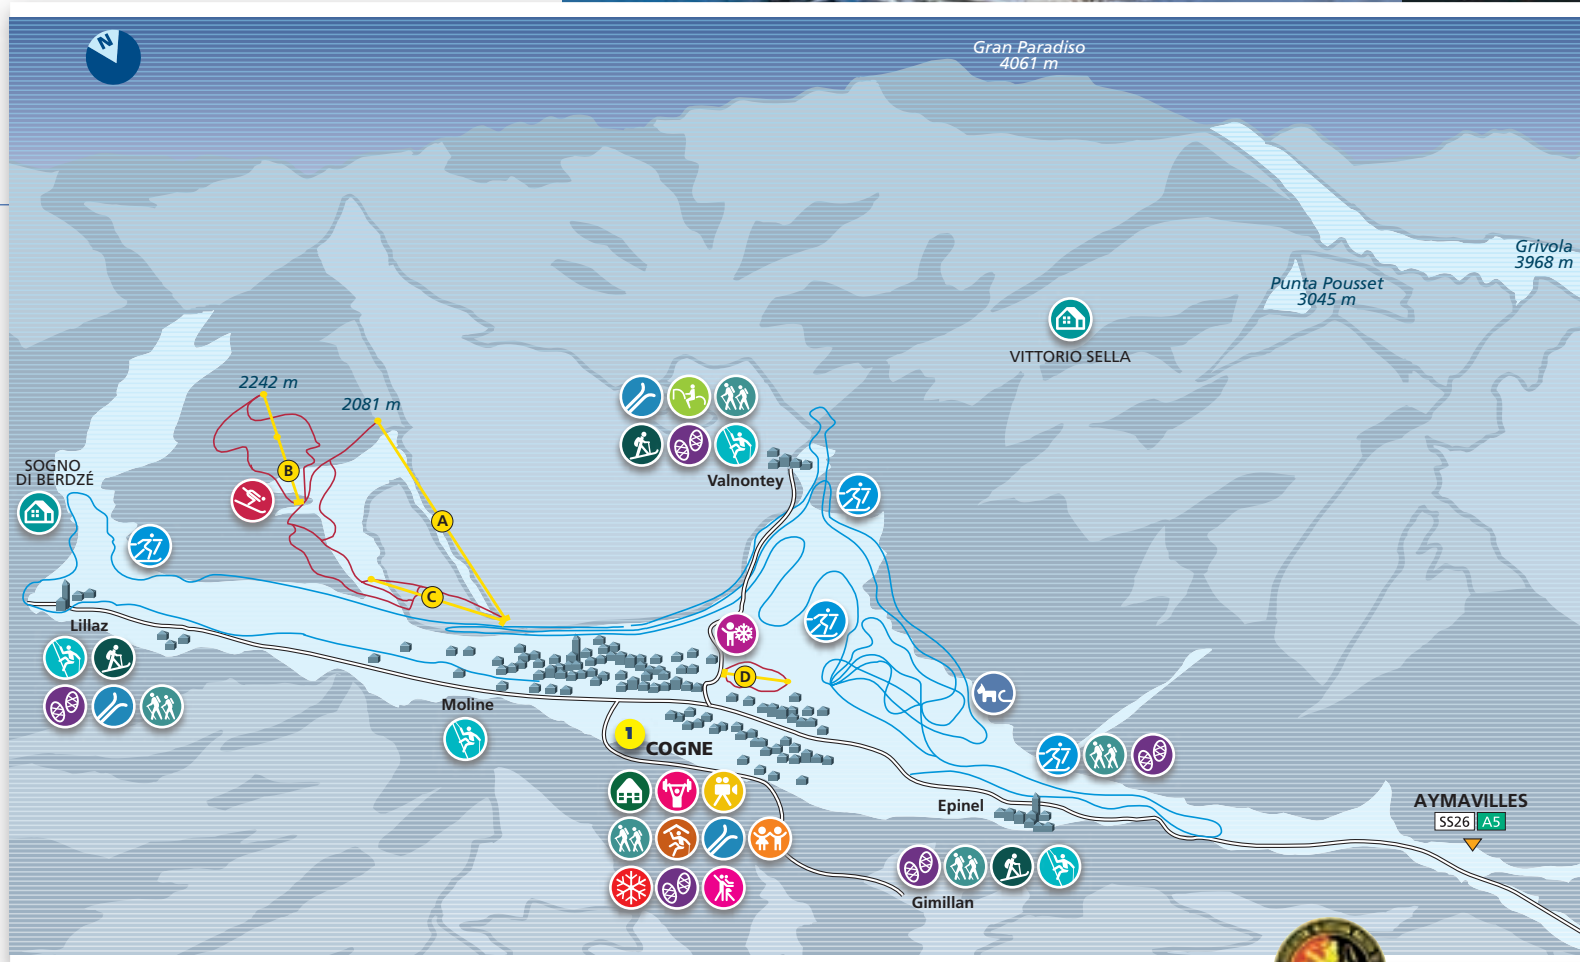 N
Gran Paradiso
4061 m
Grivola
3968 m
Punta Pousset
3045 m
VITTORIO SELLA
2242 m
2081 m
SOGNO
DI BERDZÉ
B
A
C
Valnontey
Lillaz
D
Moline
1
COGNE
Epinel
AYMAVILLES
SS26 A5
Gimillan